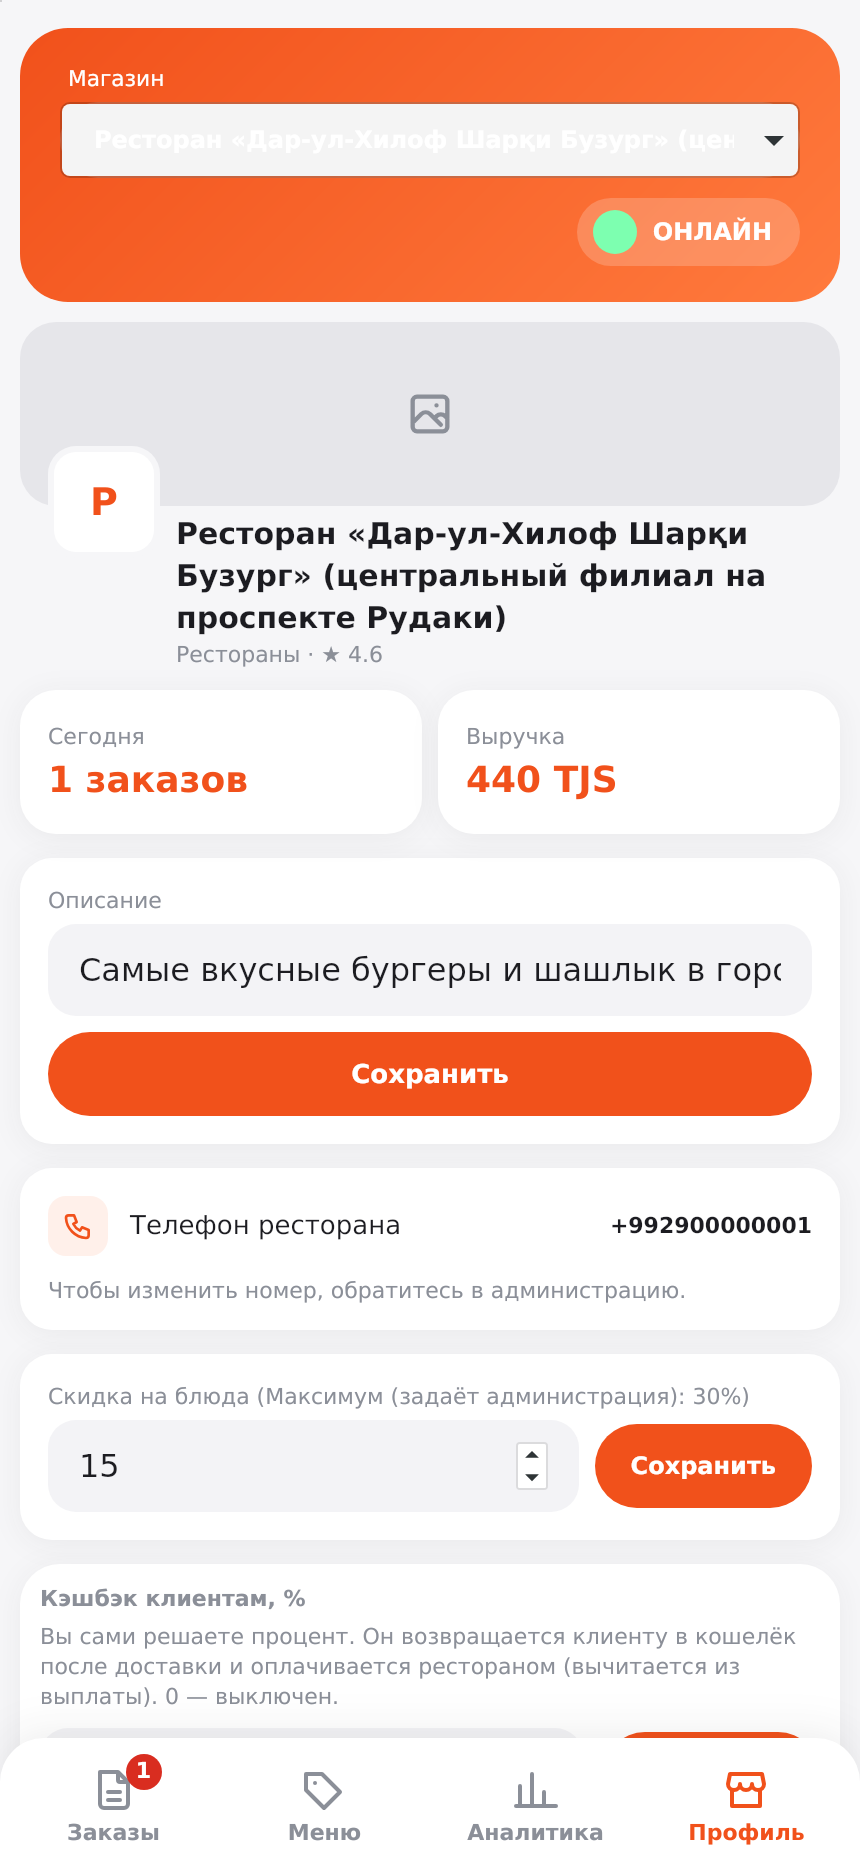 Магазин
Ресторан «Дар-ул-Хилоф Шарқи Бузург» (цен
ОНЛАЙН
Р
Ресторан «Дар-ул-Хилоф Шарқи
Бузург» (центральный филиал на
проспекте Рудаки)
Рестораны · ★ 4.6
Сегодня
Выручка
1 заказов
440 TJS
Описание
Самые вкусные бургеры и шашлык в горо
Сохранить
Телефон ресторана
+992900000001
Чтобы изменить номер, обратитесь в администрацию.
Скидка на блюда (Максимум (задаёт администрация): 30%)
15
Сохранить
Кэшбэк клиентам, %
Вы сами решаете процент. Он возвращается клиенту в кошелёк
после доставки и оплачивается рестораном (вычитается из
выплаты). 0 — выключен.
1
Заказы
Меню
Аналитика
Профиль